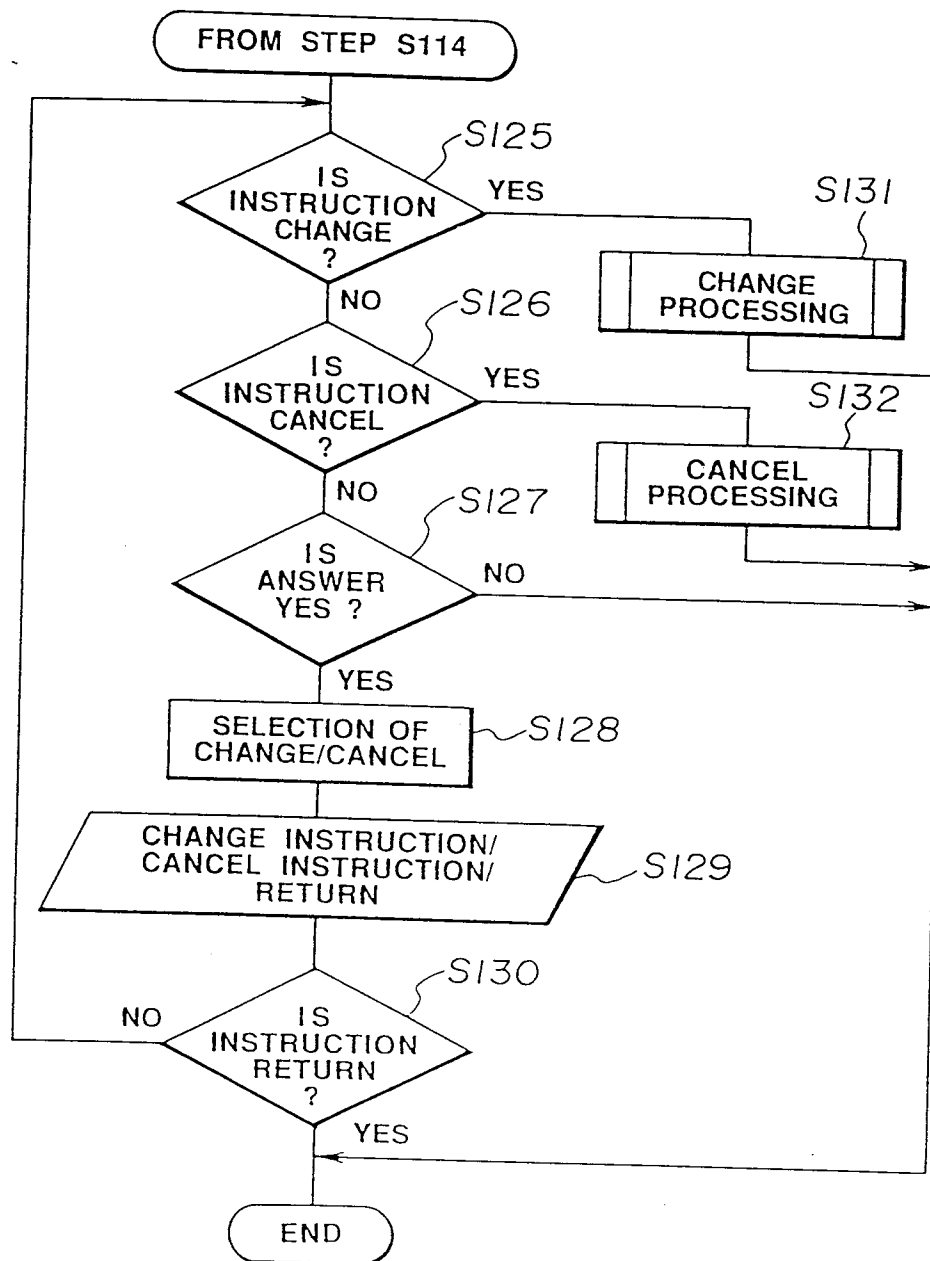 FROM STEP S114
S125
IS
INSTRUCTION
CHANGE
?
YES
NO
S131
CHANGE
PROCESSING
S126
IS
INSTRUCTION
CANCEL
?
YES
NO
S132
CANCEL
PROCESSING
S127
IS
ANSWER
YES ?
NO
YES
SELECTION OF
CHANGE/CANCEL
S128
CHANGE INSTRUCTION/
CANCEL INSTRUCTION/
RETURN
S129
S130
NO
IS
INSTRUCTION
RETURN
?
YES
END